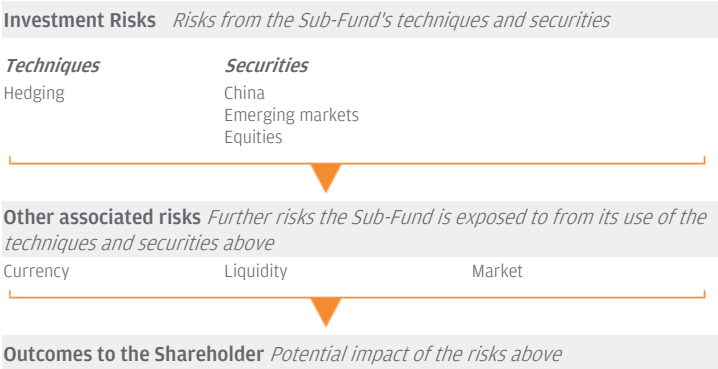 Investment Risks Risks from the Sub-Fund's techniques and securities
Techniques Securities
Hedging China
Emerging markets
Equities
Other associated risks Further risks the Sub-Fund is exposed to from its use of the
techniques and securities above
Currency Liquidity Market
Outcomes to the Shareholder Potential impact of the risks above